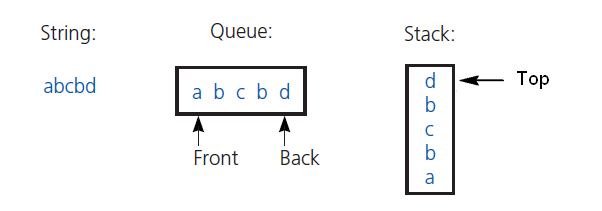 String:
abcbd
Queue:
a b c b d
Front
Back
Stack:
d
b
c
b
a
Top